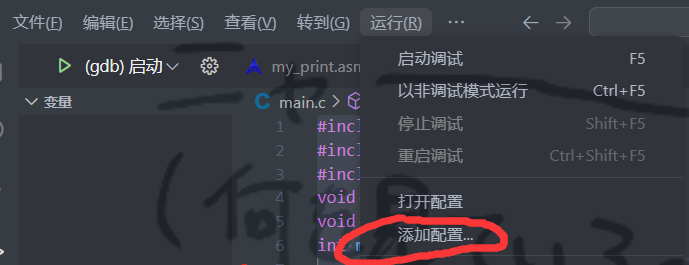 文件(F) 编辑(E) 选择(S) 查看(V) 转到(G) 运行(R) ···
(gdb) 启动 my_print.asm
启动调试 F5
变量
以非调试模式运行 Ctrl+F5
main.c
停止调试 Shift+F5
1 #incl
重启调试 Ctrl+Shift+F5
2 #incl
3 #incl
4 void
打开配置
5 void
添加配置...
6 int